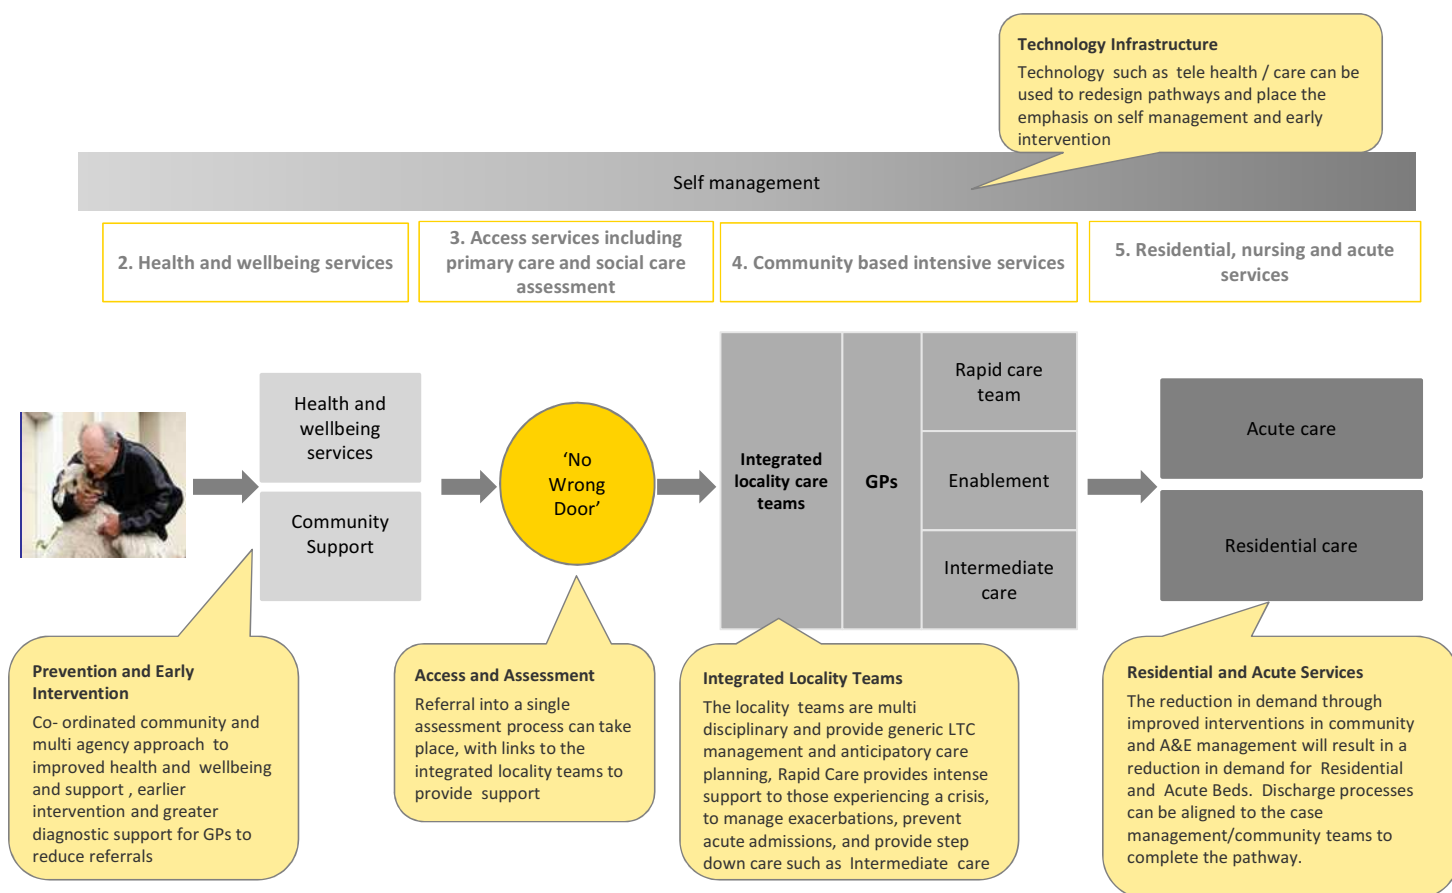 Technology Infrastructure
Technology such as tele health / care can be
used to redesign pathways and place the
emphasis on self management and early
intervention
Self management
2. Health and wellbeing services
3. Access services including
primary care and social care
assessment
4. Community based intensive services
5. Residential, nursing and acute
services
Health and
wellbeing
services
Community
Support
‘No
Wrong
Door’
Integrated
locality care
teams
GPs
Rapid care
team
Enablement
Intermediate
care
Acute care
Residential care
Prevention and Early
Intervention
Co- ordinated community and
multi agency approach to
improved health and wellbeing
and support , earlier
intervention and greater
diagnostic support for GPs to
reduce referrals
Access and Assessment
Referral into a single
assessment process can take
place, with links to the
integrated locality teams to
provide support
Integrated Locality Teams
The locality teams are multi
disciplinary and provide generic LTC
management and anticipatory care
planning, Rapid Care provides intense
support to those experiencing a crisis,
to manage exacerbations, prevent
acute admissions, and provide step
down care such as Intermediate care
Residential and Acute Services
The reduction in demand through
improved interventions in community
and A&E management will result in a
reduction in demand for Residential
and Acute Beds. Discharge processes
can be aligned to the case
management/community teams to
complete the pathway.